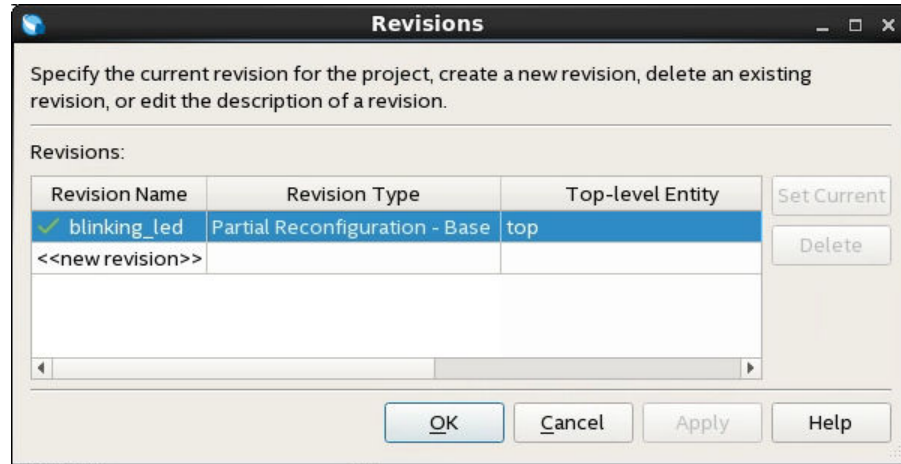 Revisions
Specify the current revision for the project, create a new revision, delete an existing
revision, or edit the description of a revision.
Revisions:
Revision Name Revision Type Top-level Entity
Set Current
blinking_led Partial Reconfiguration - Base top
Delete
<<new revision>>
OK Cancel Apply Help